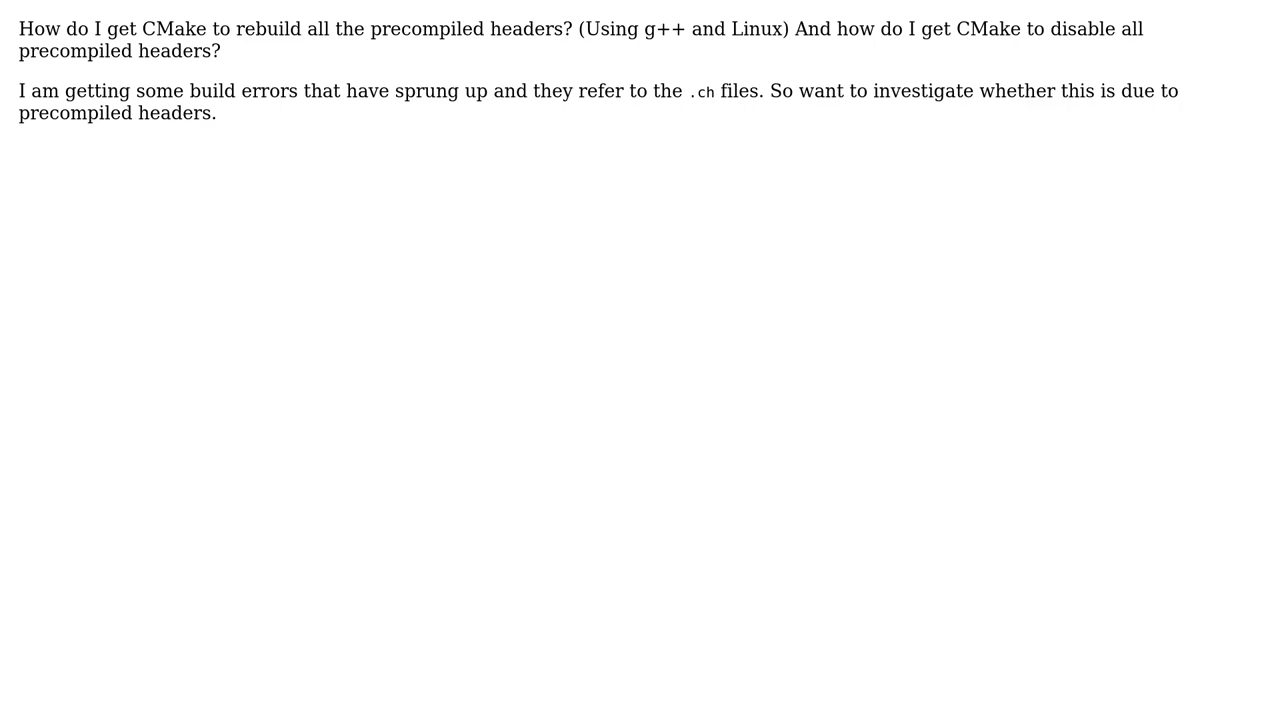 How do I get CMake to rebuild all the precompiled headers? (Using g++ and Linux) And how do I get CMake to disable all
precompiled headers?
I am getting some build errors that have sprung up and they refer to the .ch files. So want to investigate whether this is due to
precompiled headers.